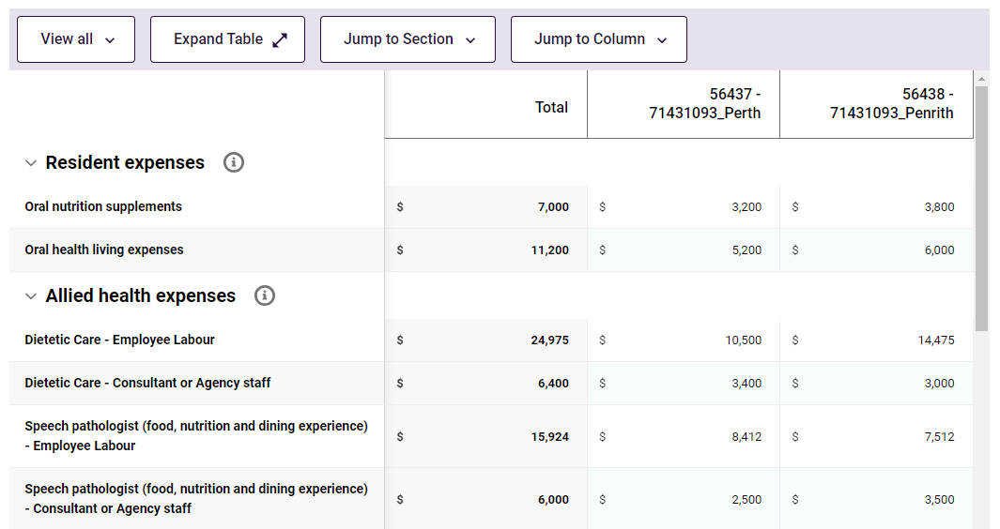 View all Expand Table Jump to Section Jump to Column
Total 56437 - 71431093_Perth 56438 - 71431093_Penrith
Resident expenses
Oral nutrition supplements $ 7,000 $ 3,200 $ 3,800
Oral health living expenses $ 11,200 $ 5,200 $ 6,000
Allied health expenses
Dietetic Care - Employee Labour $ 24,975 $ 10,500 $ 14,475
Dietetic Care - Consultant or Agency staff $ 6,400 $ 3,400 $ 3,000
Speech pathologist (food, nutrition and dining experience)
- Employee Labour $ 15,924 $ 8,412 $ 7,512
Speech pathologist (food, nutrition and dining experience)
- Consultant or Agency staff $ 6,000 $ 2,500 $ 3,500